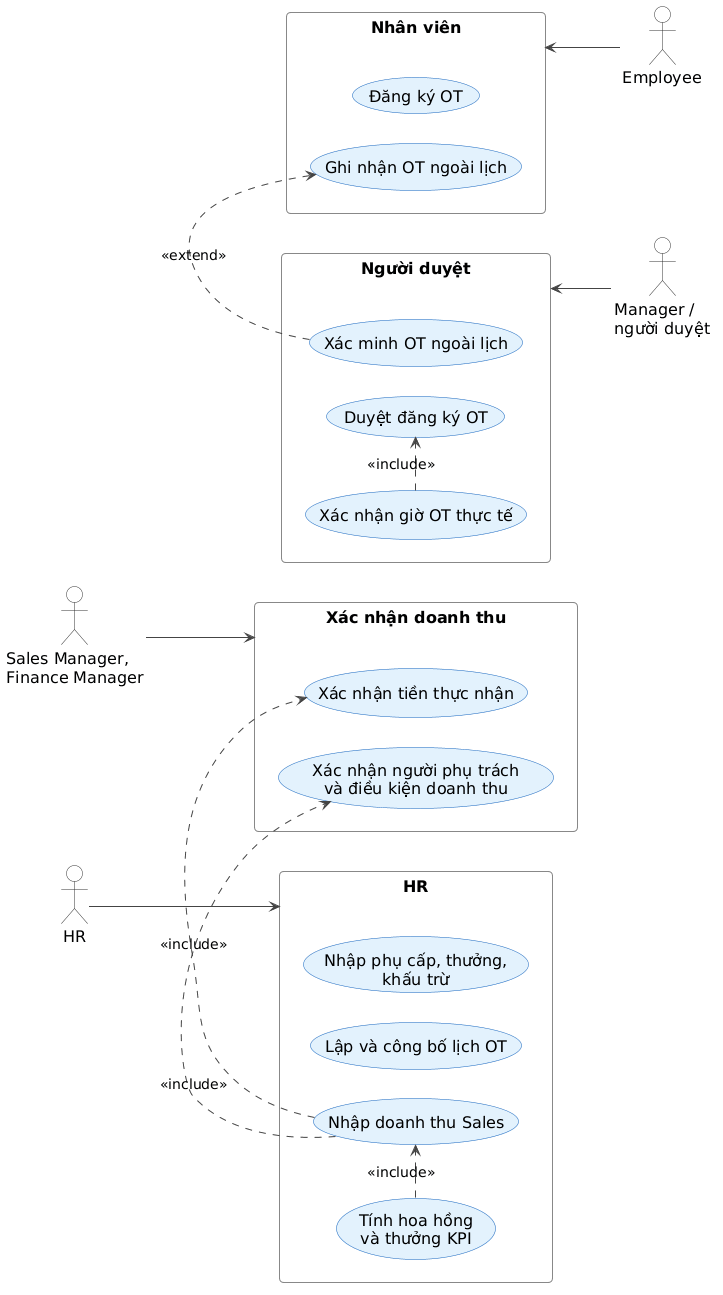 Nhân viên
Employee
Đăng ký OT
Ghi nhận OT ngoài lịch
«extend»
Người duyệt
Manager /
người duyệt
Xác minh OT ngoài lịch
Duyệt đăng ký OT
«include»
Xác nhận giờ OT thực tế
Sales Manager,
Finance Manager
Xác nhận doanh thu
Xác nhận tiền thực nhận
Xác nhận người phụ trách
và điều kiện doanh thu
HR
HR
Nhập phụ cấp, thưởng,
khấu trừ
«include»
Lập và công bố lịch OT
«include»
Nhập doanh thu Sales
«include»
Tính hoa hồng
và thưởng KPI